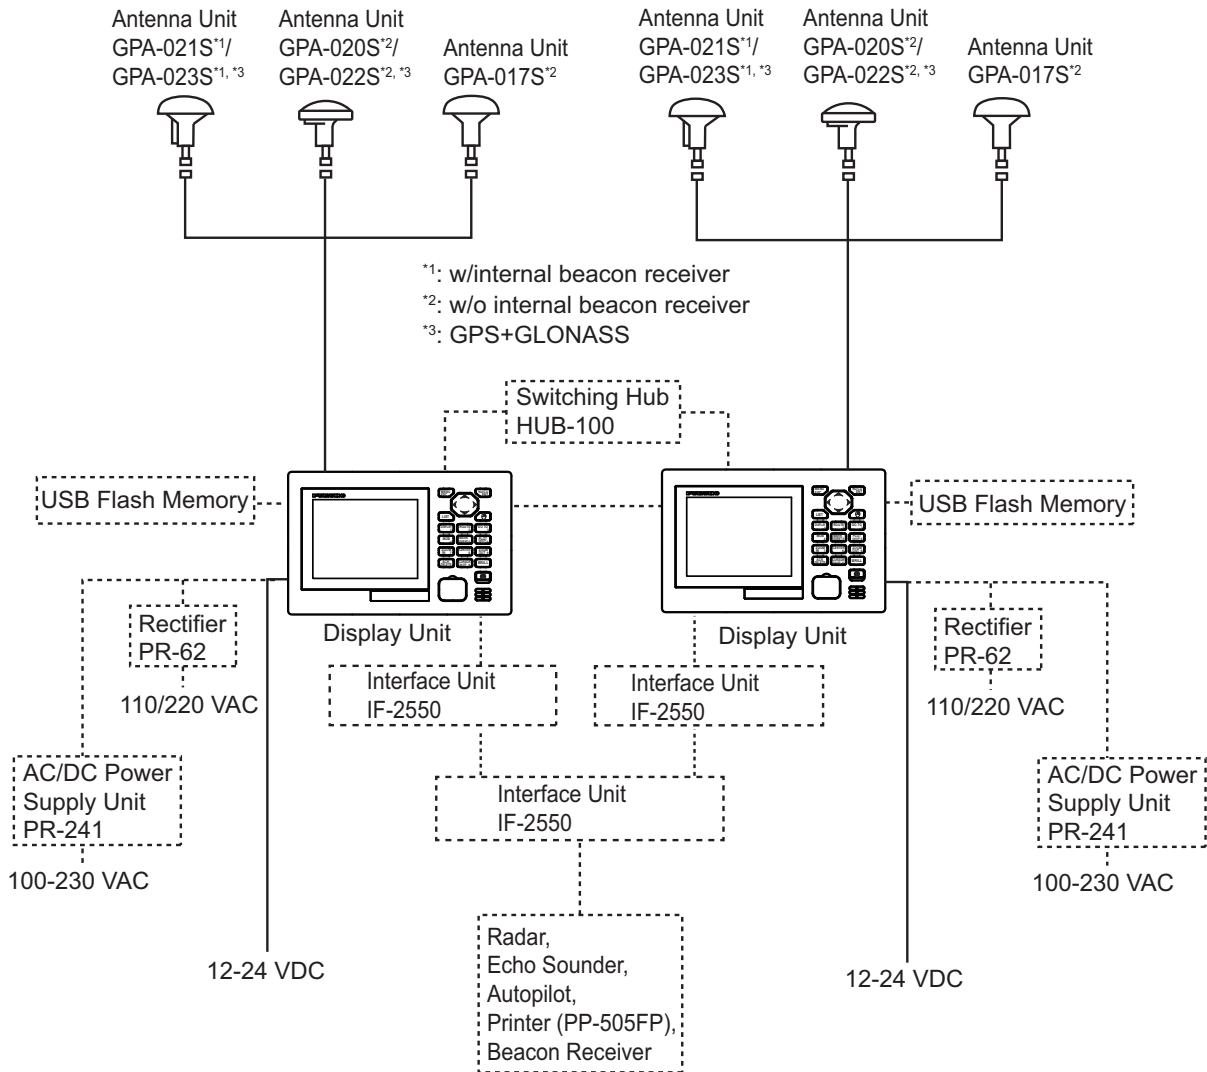 Antenna Unit
GPA-021S*1/
GPA-023S*1, *3
Antenna Unit
GPA-020S*2/
GPA-022S*2, *3
Antenna Unit
GPA-017S*2
Antenna Unit
GPA-021S*1/
GPA-023S*1, *3
Antenna Unit
GPA-020S*2/
GPA-022S*2, *3
Antenna Unit
GPA-017S*2
*1: w/internal beacon receiver
*2: w/o internal beacon receiver
*3: GPS+GLONASS
Switching Hub
HUB-100
USB Flash Memory
USB Flash Memory
Display Unit
Display Unit
Rectifier
PR-62
110/220 VAC
Rectifier
PR-62
110/220 VAC
Interface Unit
IF-2550
Interface Unit
IF-2550
AC/DC Power
Supply Unit
PR-241
100-230 VAC
Interface Unit
IF-2550
AC/DC Power
Supply Unit
PR-241
100-230 VAC
12-24 VDC
Radar,
Echo Sounder,
Autopilot,
Printer (PP-505FP),
Beacon Receiver
12-24 VDC